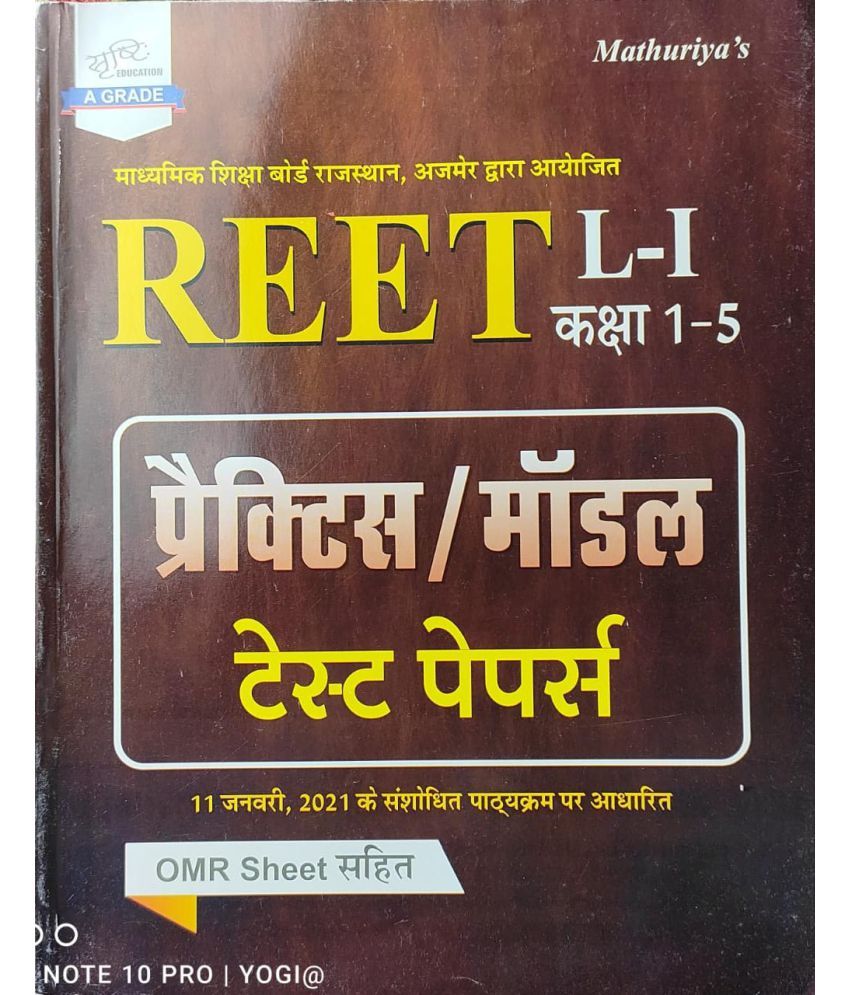 सृष्टि
EDUCATION
A GRADE
Mathuriya's
माध्यमिक शिक्षा बोर्ड राजस्थान, अजमेर द्वारा आयोजित
REET L-I
कक्षा 1-5
प्रैक्टिस / मॉडल
टेस्ट पेपर्स
11 जनवरी, 2021 के संशोधित पाठ्यक्रम पर आधारित
OMR Sheet सहित
NOTE 10 PRO | YOGI@